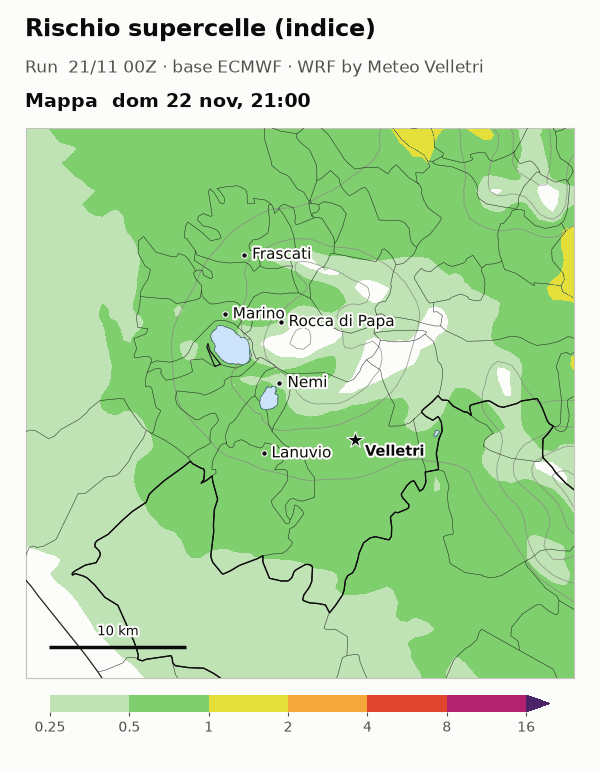 Rischio supercelle (indice)
Run 21/11 00Z · base ECMWF · WRF by Meteo Velletri
Mappa dom 22 nov, 21:00
Frascati
Marino
Rocca di Papa
Nemi
Velletri
Lanuvio
10 km
0.25 0.5 1 2 4 8 16